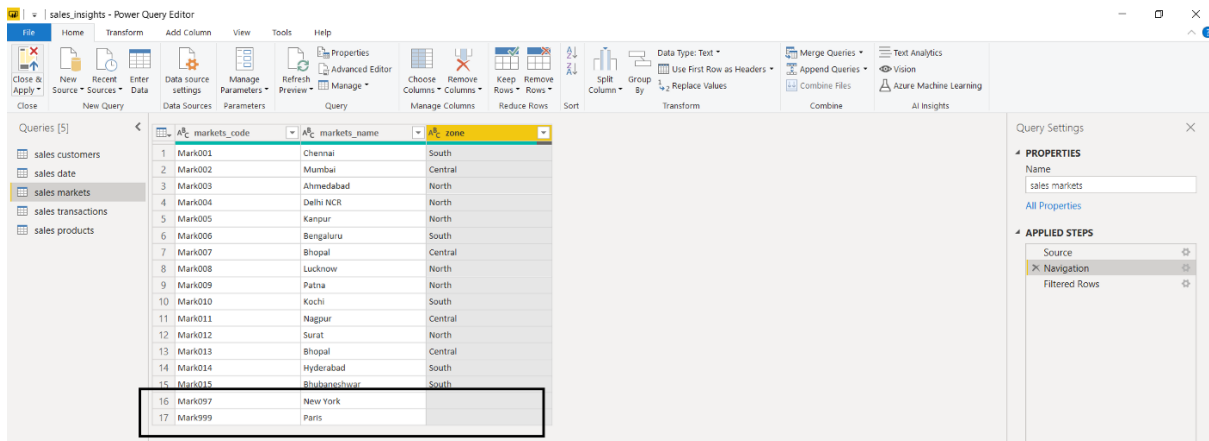 sales_insights - Power Query Editor
File Home Transform Add Column View Tools Help
Close & Apply
New Source
Recent Sources
Enter Data
Data source settings
Manage Parameters
Refresh Preview
Properties
Advanced Editor
Manage
Choose Columns
Remove Columns
Keep Rows
Remove Rows
Split Column
Group By
Data Type: Text
Use First Row as Headers
Replace Values
Merge Queries
Append Queries
Combine Files
Text Analytics
Vision
Azure Machine Learning
Close New Query Data Sources Parameters Query Manage Columns Reduce Rows Sort Transform Combine AI Insights
Queries [5]
sales customers
sales date
sales markets
sales transactions
sales products
ABC markets_code ABC markets_name ABC zone
1 Mark001 Chennai South
2 Mark002 Mumbai Central
3 Mark003 Ahmedabad North
4 Mark004 Delhi NCR North
5 Mark005 Kanpur North
6 Mark006 Bengaluru South
7 Mark007 Bhopal Central
8 Mark008 Lucknow North
9 Mark009 Patna North
10 Mark010 Kochi South
11 Mark011 Nagpur Central
12 Mark012 Surat North
13 Mark013 Bhopal Central
14 Mark014 Hyderabad South
15 Mark015 Bhubaneshwar South
16 Mark097 New York
17 Mark999 Paris
Query Settings
PROPERTIES
Name
sales markets
All Properties
APPLIED STEPS
Source
Navigation
Filtered Rows